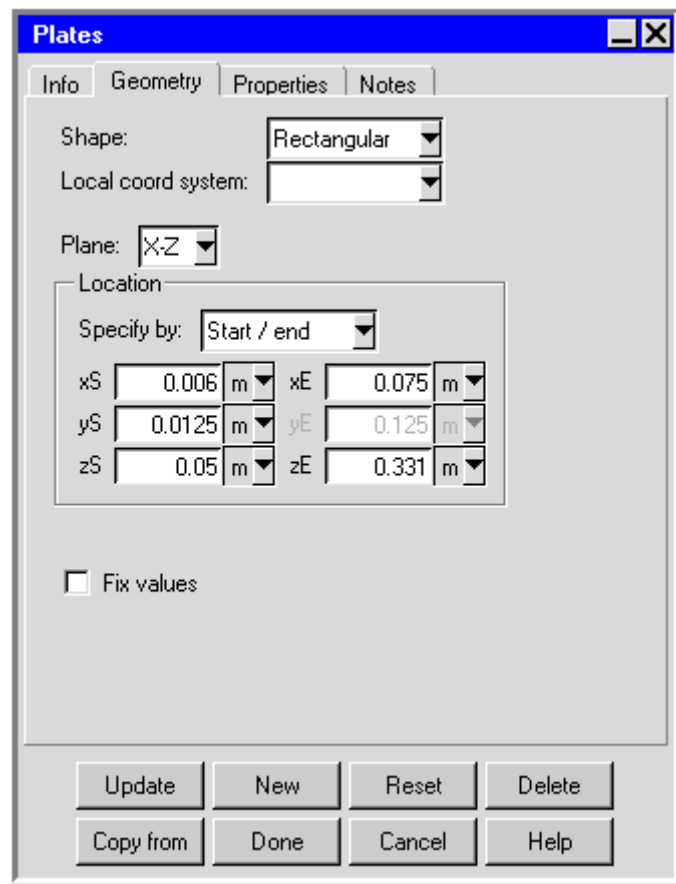 Plates
Info Geometry Properties Notes
Shape: Rectangular
Local coord system:
Plane: X-Z
Location
Specify by: Start / end
xS 0.006 m xE 0.075 m
yS 0.0125 m yE 0.125 m
zS 0.05 m zE 0.331 m
Fix values
Update New Reset Delete
Copy from Done Cancel Help